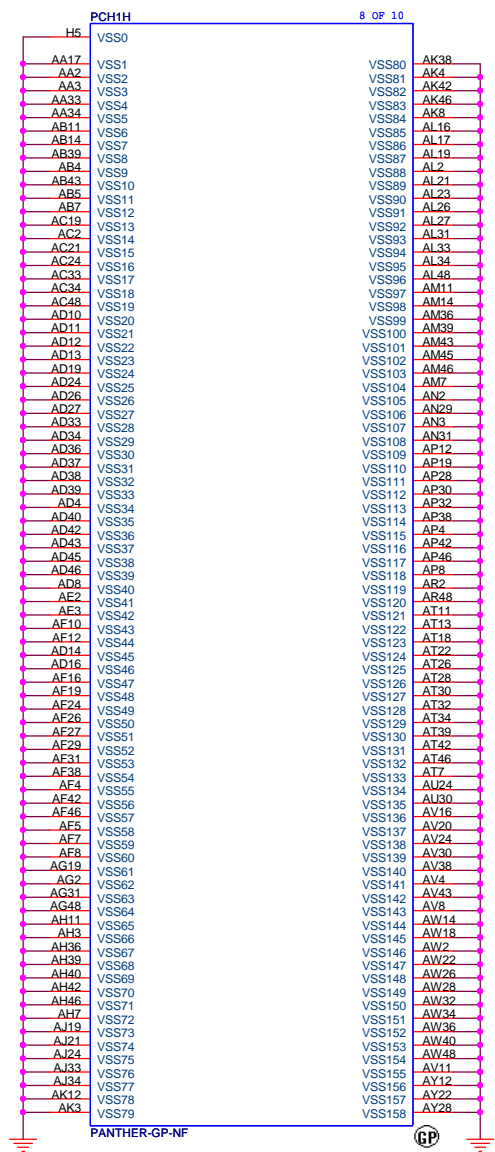 PCH1H 8 OF 10
H5 VSS0
AA17 VSS1 VSS80 AK38
AA2 VSS2 VSS81 AK4
AA3 VSS3 VSS82 AK42
AA33 VSS4 VSS83 AK46
AA34 VSS5 VSS84 AK8
AB11 VSS6 VSS85 AL16
AB14 VSS7 VSS86 AL17
AB39 VSS8 VSS87 AL19
AB4 VSS9 VSS88 AL2
AB43 VSS10 VSS89 AL21
AB5 VSS11 VSS90 AL23
AB7 VSS12 VSS91 AL26
AC19 VSS13 VSS92 AL27
AC2 VSS14 VSS93 AL31
AC21 VSS15 VSS94 AL33
AC24 VSS16 VSS95 AL34
AC33 VSS17 VSS96 AL48
AC34 VSS18 VSS97 AM11
AC48 VSS19 VSS98 AM14
AD10 VSS20 VSS99 AM36
AD11 VSS21 VSS100 AM39
AD12 VSS22 VSS101 AM43
AD13 VSS23 VSS102 AM45
AD19 VSS24 VSS103 AM46
AD24 VSS25 VSS104 AM7
AD26 VSS26 VSS105 AN2
AD27 VSS27 VSS106 AN29
AD33 VSS28 VSS107 AN3
AD34 VSS29 VSS108 AN31
AD36 VSS30 VSS109 AP12
AD37 VSS31 VSS110 AP19
AD38 VSS32 VSS111 AP28
AD39 VSS33 VSS112 AP30
AD4 VSS34 VSS113 AP32
AD40 VSS35 VSS114 AP38
AD42 VSS36 VSS115 AP4
AD43 VSS37 VSS116 AP42
AD45 VSS38 VSS117 AP46
AD46 VSS39 VSS118 AP8
AD8 VSS40 VSS119 AR2
AE2 VSS41 VSS120 AR48
AE3 VSS42 VSS121 AT11
AF10 VSS43 VSS122 AT13
AF12 VSS44 VSS123 AT18
AD14 VSS45 VSS124 AT22
AD16 VSS46 VSS125 AT26
AF16 VSS47 VSS126 AT28
AF19 VSS48 VSS127 AT30
AF24 VSS49 VSS128 AT32
AF26 VSS50 VSS129 AT34
AF27 VSS51 VSS130 AT39
AF29 VSS52 VSS131 AT42
AF31 VSS53 VSS132 AT46
AF38 VSS54 VSS133 AT7
AF4 VSS55 VSS134 AU24
AF42 VSS56 VSS135 AU30
AF46 VSS57 VSS136 AV16
AF5 VSS58 VSS137 AV20
AF7 VSS59 VSS138 AV24
AF8 VSS60 VSS139 AV30
AG19 VSS61 VSS140 AV38
AG2 VSS62 VSS141 AV4
AG31 VSS63 VSS142 AV43
AG48 VSS64 VSS143 AV8
AH11 VSS65 VSS144 AW14
AH3 VSS66 VSS145 AW18
AH36 VSS67 VSS146 AW2
AH39 VSS68 VSS147 AW22
AH40 VSS69 VSS148 AW26
AH42 VSS70 VSS149 AW28
AH46 VSS71 VSS150 AW32
AH7 VSS72 VSS151 AW34
AJ19 VSS73 VSS152 AW36
AJ21 VSS74 VSS153 AW40
AJ24 VSS75 VSS154 AW48
AJ33 VSS76 VSS155 AV11
AJ34 VSS77 VSS156 AY12
AK12 VSS78 VSS157 AY22
AK3 VSS79 VSS158 AY28
PANTHER-GP-NF GP